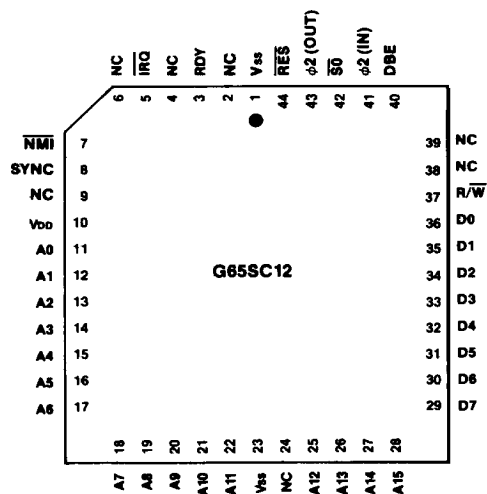 NC I̅R̅Q̅ NC RDY NC Vss R̅E̅S̅ ϕ2 (OUT) S̅0̅ ϕ2 (IN) DBE
6 5 4 3 2 1 44 43 42 41 40
N̅M̅I̅ 7 39 NC
SYNC 8 38 NC
NC 9 37 R/W̅
VDD 10 36 D0
A0 11 35 D1
G65SC12
A1 12 34 D2
A2 13 33 D3
A3 14 32 D4
A4 15 31 D5
A5 16 30 D6
A6 17 29 D7
18 19 20 21 22 23 24 25 26 27 28
A7 A8 A9 A10 A11 Vss NC A12 A13 A14 A15